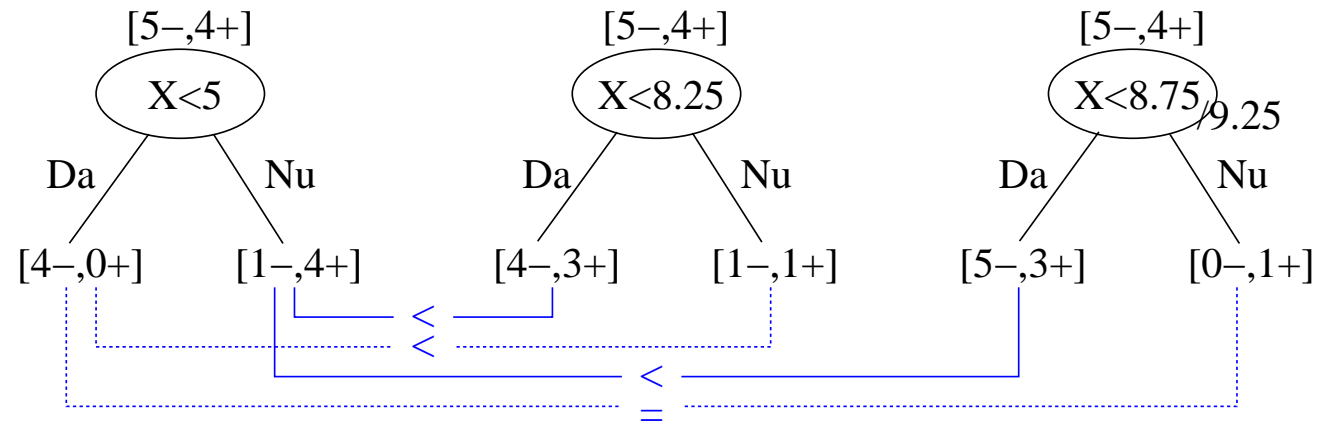 [5−,4+] [5−,4+] [5−,4+]
X<5 X<8.25 X<8.75/9.25
Da Nu Da Nu Da Nu
[4−,0+] [1−,4+] [4−,3+] [1−,1+] [5−,3+] [0−,1+]
<
<
<
=